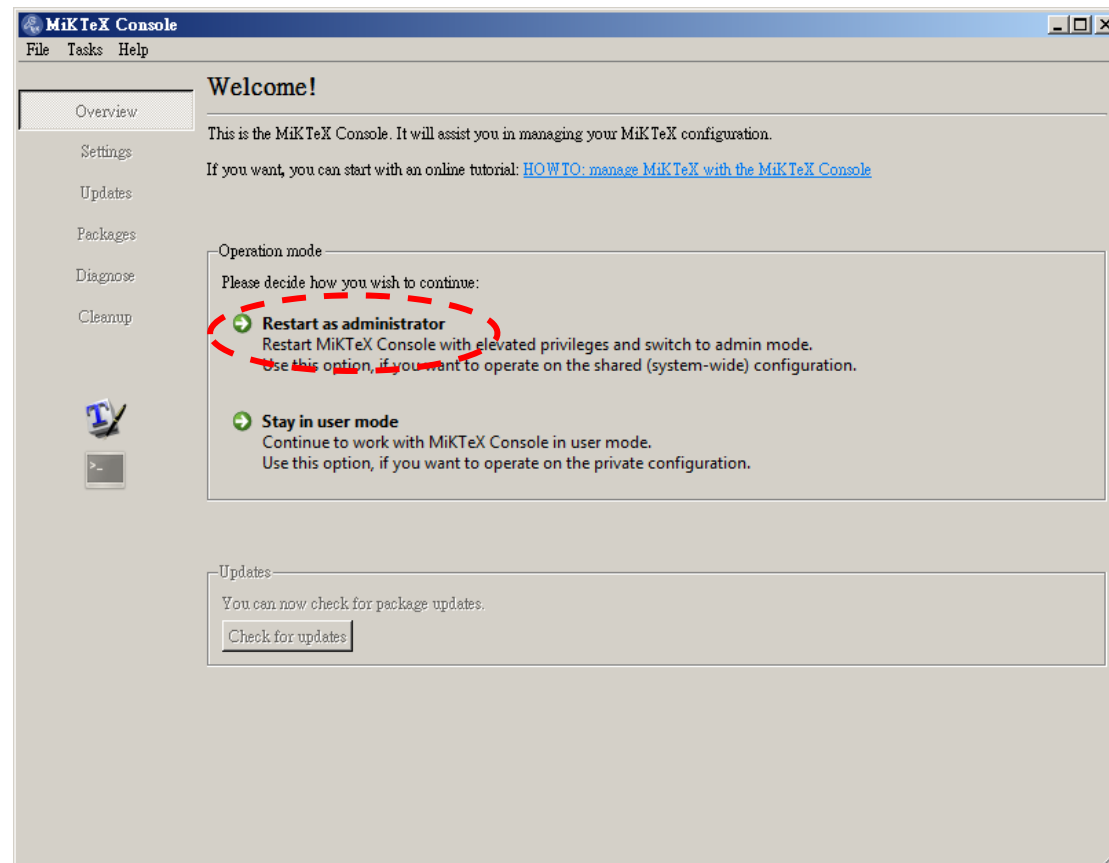 MiKTeX Console
File Tasks Help
Overview
Settings
Updates
Packages
Diagnose
Cleanup
Welcome!
This is the MiKTeX Console. It will assist you in managing your MiKTeX configuration.
If you want, you can start with an online tutorial: HOWTO: manage MiKTeX with the MiKTeX Console
Operation mode
Please decide how you wish to continue:
Restart as administrator
Restart MiKTeX Console with elevated privileges and switch to admin mode.
Use this option, if you want to operate on the shared (system-wide) configuration.
Stay in user mode
Continue to work with MiKTeX Console in user mode.
Use this option, if you want to operate on the private configuration.
Updates
You can now check for package updates.
Check for updates